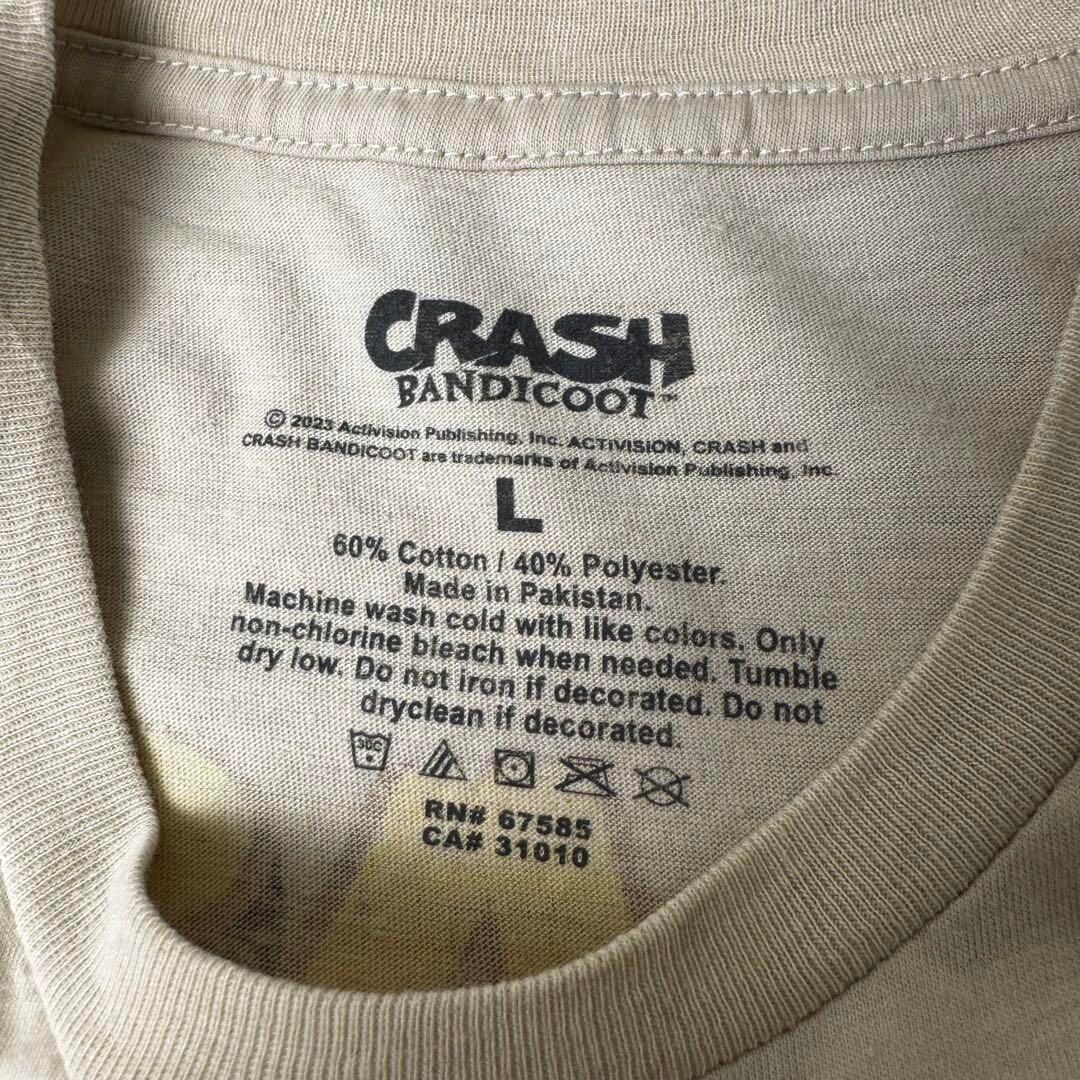 CRASH
BANDICOOT™
© 2023 Activision Publishing, Inc. ACTIVISION, CRASH and
CRASH BANDICOOT are trademarks of Activision Publishing, Inc.
L
60% Cotton / 40% Polyester.
Made in Pakistan.
Machine wash cold with like colors. Only
non-chlorine bleach when needed. Tumble
dry low. Do not iron if decorated. Do not
dryclean if decorated.
30C
RN# 67585
CA# 31010